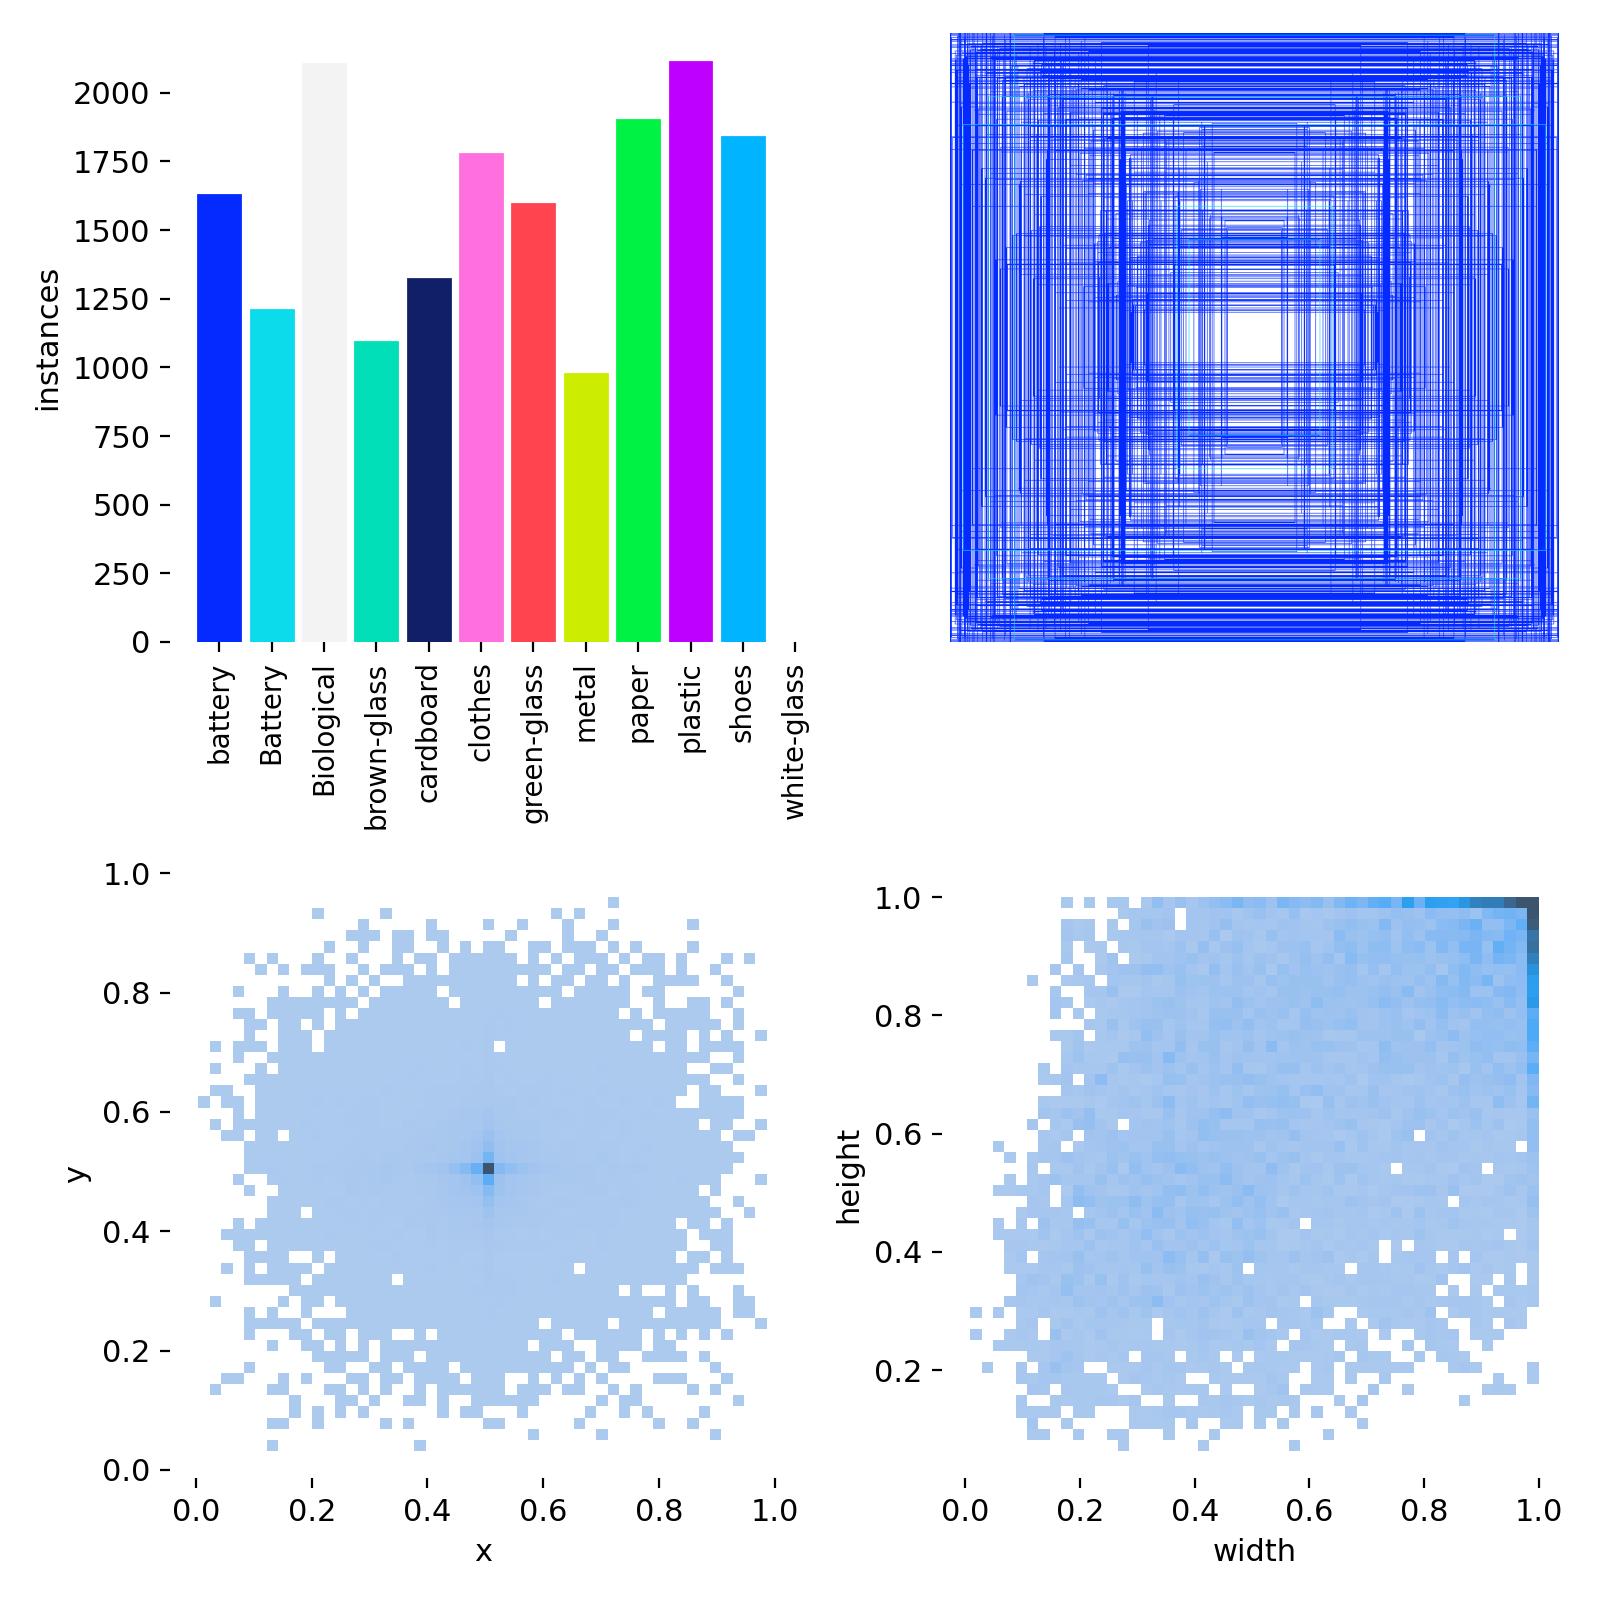 instances
2000
1750
1500
1250
1000
750
500
250
0
battery
Battery
Biological
brown-glass
cardboard
clothes
green-glass
metal
paper
plastic
shoes
white-glass
y
1.0
0.8
0.6
0.4
0.2
0.0
0.0 0.2 0.4 0.6 0.8 1.0
x
height
1.0
0.8
0.6
0.4
0.2
0.0 0.2 0.4 0.6 0.8 1.0
width